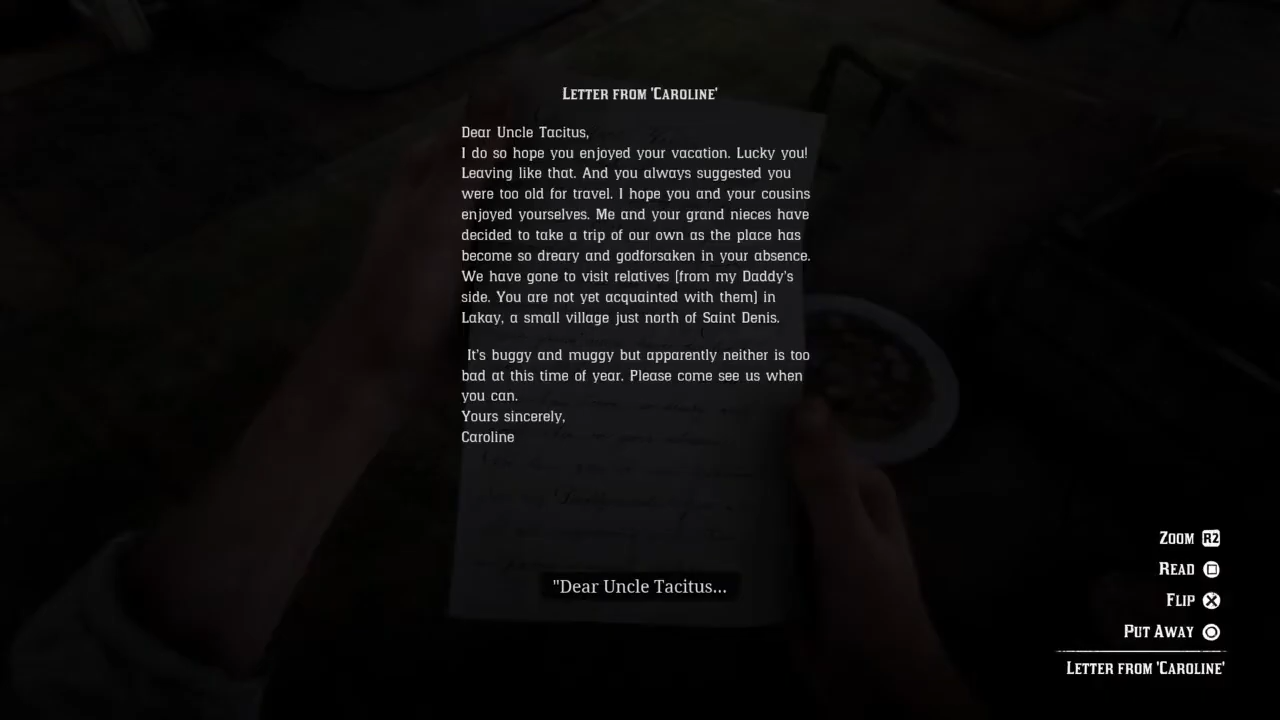 LETTER FROM 'CAROLINE'
Dear Uncle Tacitus,
I do so hope you enjoyed your vacation. Lucky you!
Leaving like that. And you always suggested you
were too old for travel. I hope you and your cousins
enjoyed yourselves. Me and your grand nieces have
decided to take a trip of our own as the place has
become so dreary and godforsaken in your absence.
We have gone to visit relatives (from my Daddy's
side. You are not yet acquainted with them) in
Lakay, a small village just north of Saint Denis.
It's buggy and muggy but apparently neither is too
bad at this time of year. Please come see us when
you can.
Yours sincerely,
Caroline
"Dear Uncle Tacitus...
ZOOM R2
READ
FLIP
PUT AWAY
LETTER FROM 'CAROLINE'